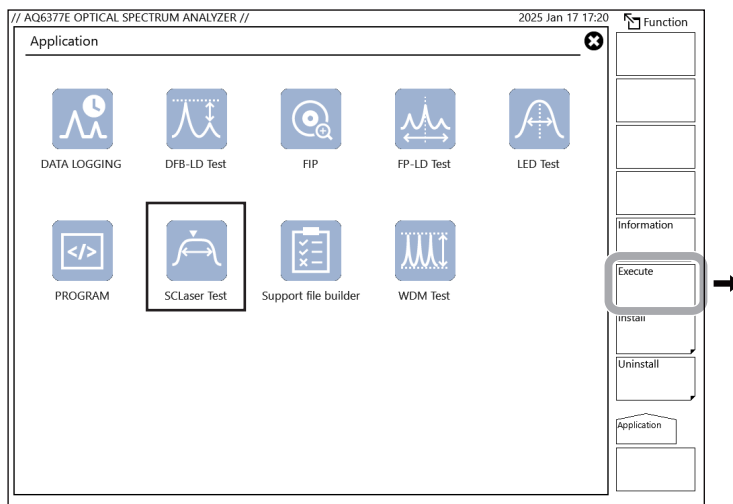 // AQ6377E OPTICAL SPECTRUM ANALYZER // 2025 Jan 17 17:20
Function
Application
DATA LOGGING DFB-LD Test FIP FP-LD Test LED Test
PROGRAM SCLaser Test Support file builder WDM Test
Information
Execute
Install
Uninstall
Application